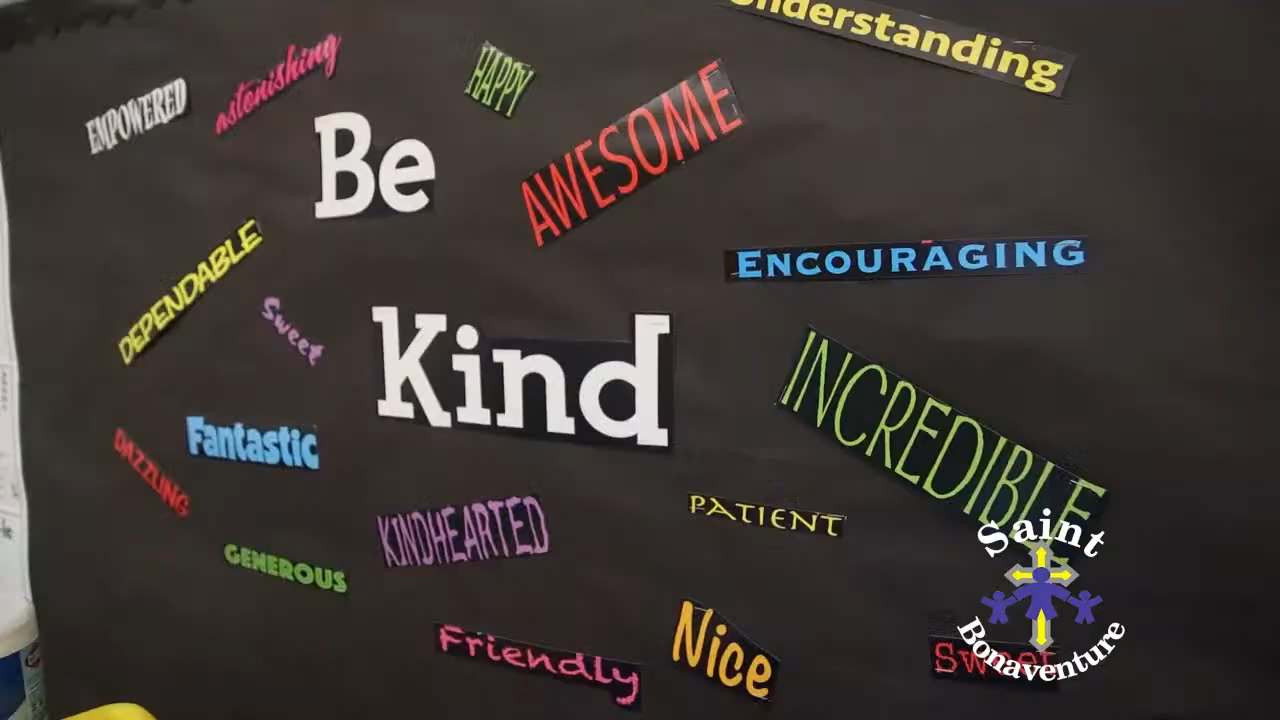 understanding
EMPOWERED
astonishing
HAPPY
AWESOME
Be
ENCOURAGING
DEPENDABLE
Sweet
Kind
INCREDIBLE
Fantastic
DAZZLING
PATIENT
KINDHEARTED
GENEROUS
Friendly
Nice
Sweet
Saint
Bonaventure